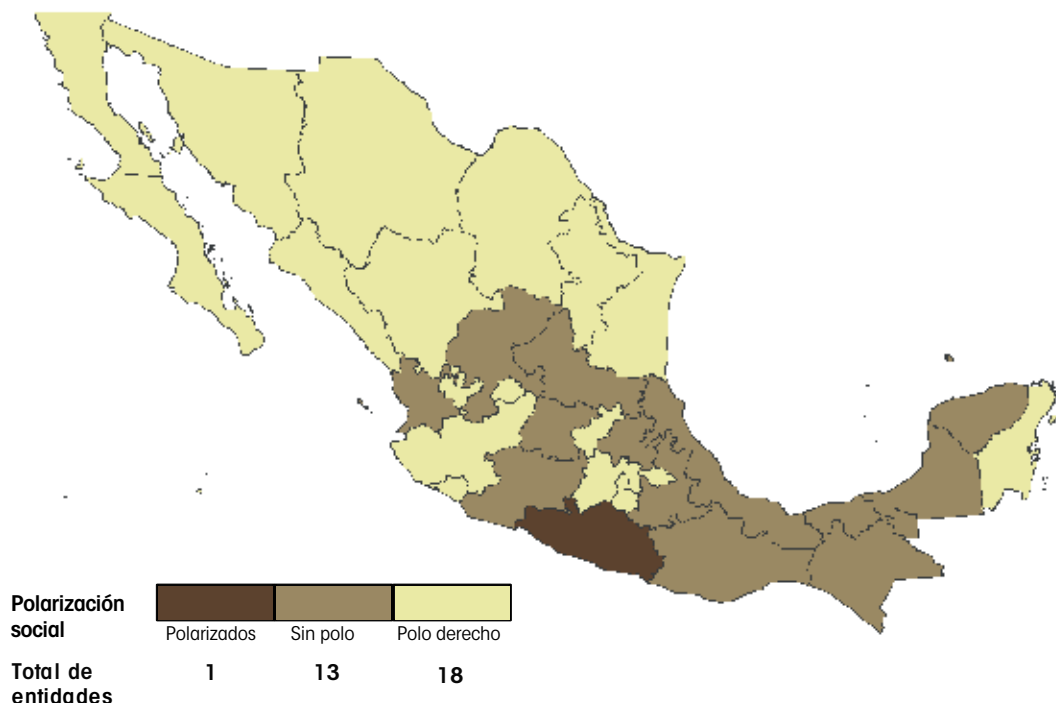 Polarización
social
Polarizados Sin polo Polo derecho
Total de
entidades
1 13 18